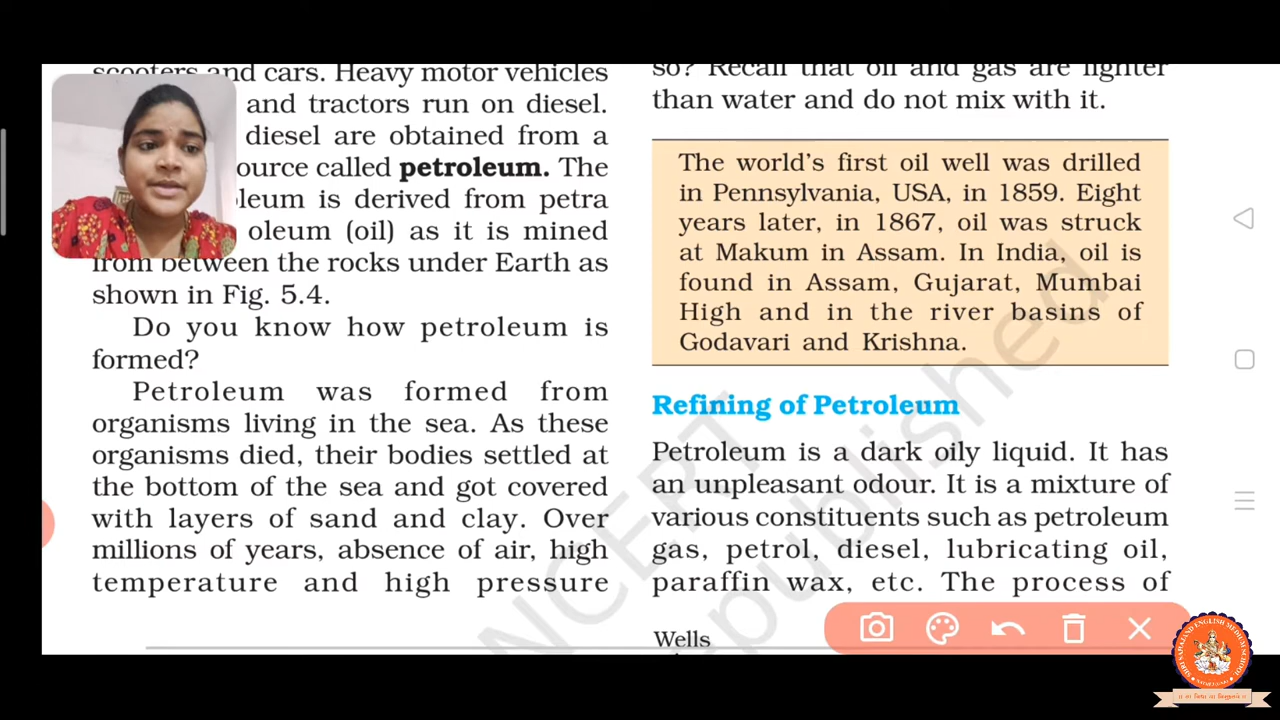 scooters and cars. Heavy motor vehicles
and tractors run on diesel.
diesel are obtained from a
ource called petroleum. The
leum is derived from petra
oleum (oil) as it is mined
from between the rocks under Earth as
shown in Fig. 5.4.
Do you know how petroleum is
formed?
Petroleum was formed from
organisms living in the sea. As these
organisms died, their bodies settled at
the bottom of the sea and got covered
with layers of sand and clay. Over
millions of years, absence of air, high
temperature and high pressure
so? Recall that oil and gas are lighter
than water and do not mix with it.
The world's first oil well was drilled
in Pennsylvania, USA, in 1859. Eight
years later, in 1867, oil was struck
at Makum in Assam. In India, oil is
found in Assam, Gujarat, Mumbai
High and in the river basins of
Godavari and Krishna.
Refining of Petroleum
Petroleum is a dark oily liquid. It has
an unpleasant odour. It is a mixture of
various constituents such as petroleum
gas, petrol, diesel, lubricating oil,
paraffin wax, etc. The process of
Wells
NCERT
published